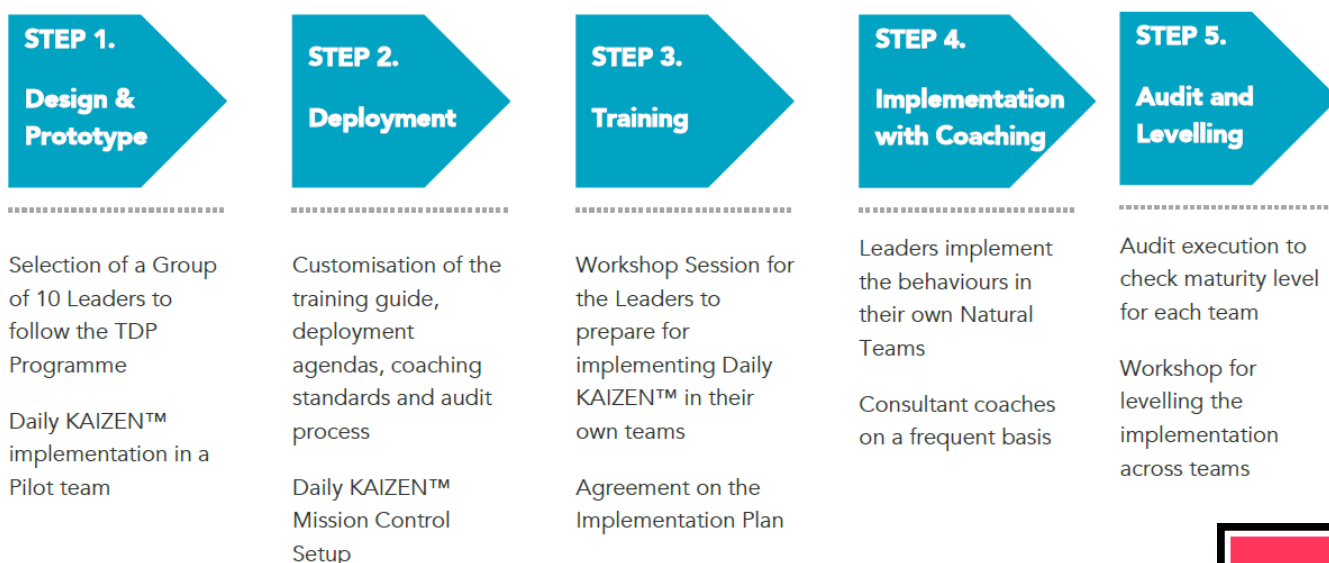 STEP 1.
Design &
Prototype
Selection of a Group
of 10 Leaders to
follow the TDP
Programme
Daily KAIZEN™
implementation in a
Pilot team
STEP 2.
Deployment
Customisation of the
training guide,
deployment
agendas, coaching
standards and audit
process
Daily KAIZEN™
Mission Control
Setup
STEP 3.
Training
Workshop Session for
the Leaders to
prepare for
implementing Daily
KAIZEN™ in their
own teams
Agreement on the
Implementation Plan
STEP 4.
Implementation
with Coaching
Leaders implement
the behaviours in
their own Natural
Teams
Consultant coaches
on a frequent basis
STEP 5.
Audit and
Levelling
Audit execution to
check maturity level
for each team
Workshop for
levelling the
implementation
across teams